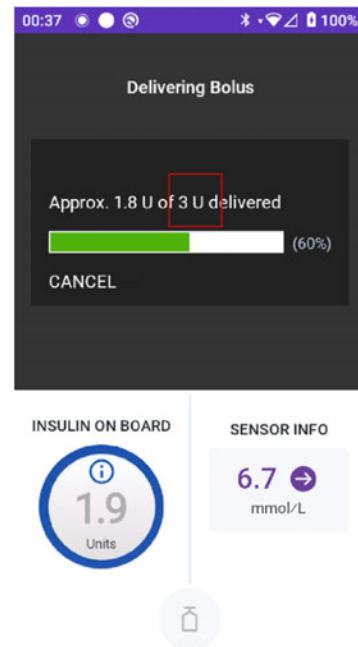 00:37 100%
Delivering Bolus
Approx. 1.8 U of 3 U delivered
(60%)
CANCEL
INSULIN ON BOARD
1.9
Units
SENSOR INFO
6.7
mmol/L